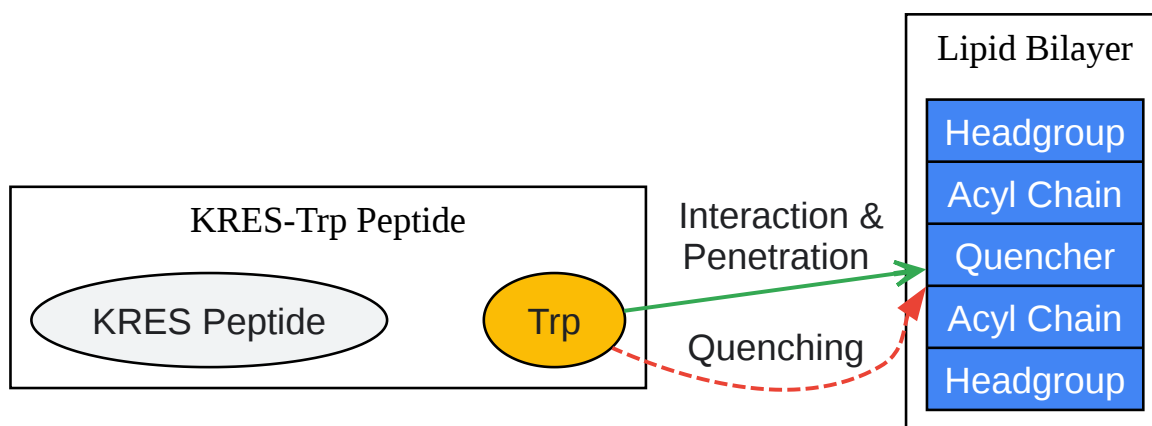 Lipid Bilayer
Headgroup
Acyl Chain
Quencher
Acyl Chain
Headgroup
KRES-Trp Peptide
KRES Peptide
Trp
Interaction &
Penetration
Quenching